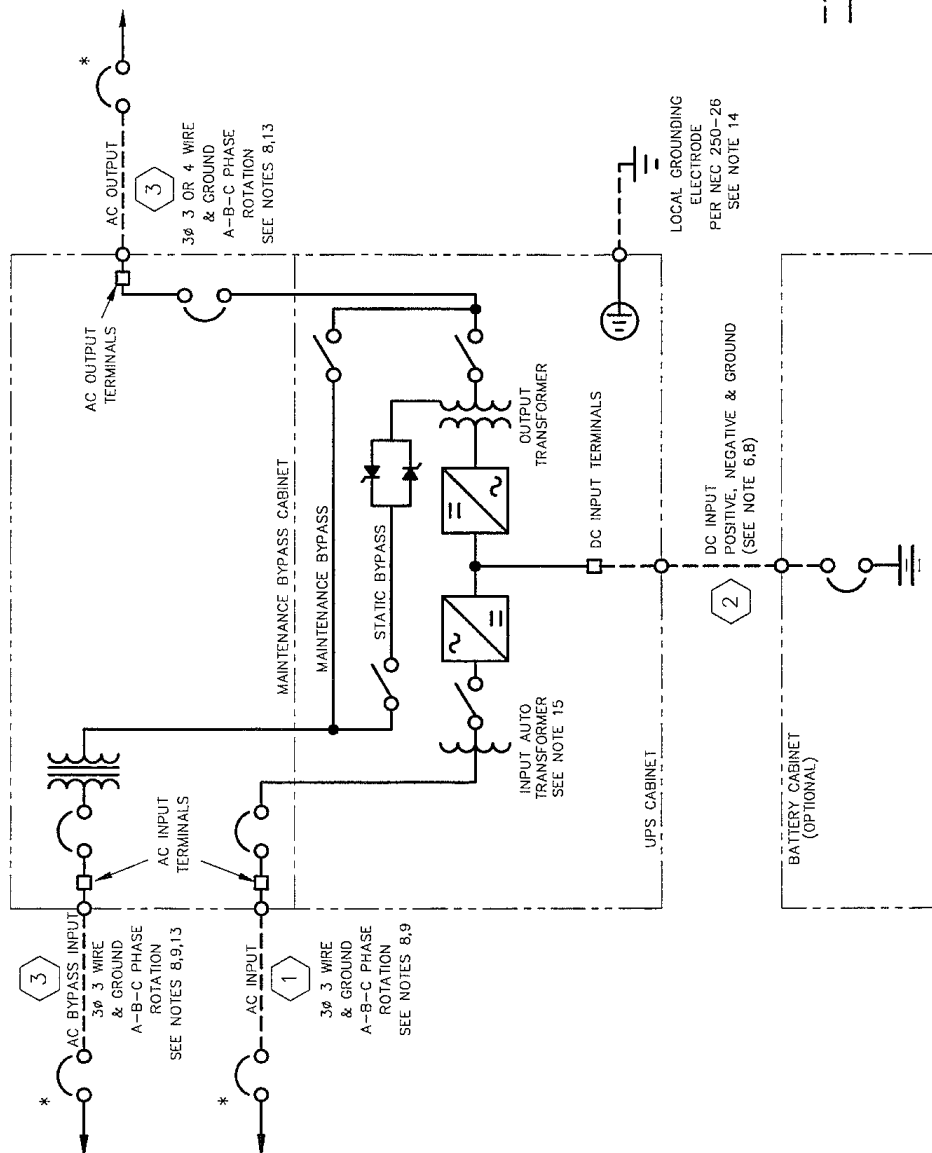 *
AC OUTPUT
3
3ø 3 OR 4 WIRE
& GROUND
A-B-C PHASE
ROTATION
SEE NOTES 8,13
AC OUTPUT
TERMINALS
LOCAL GROUNDING
ELECTRODE
PER NEC 250-26
SEE NOTE 14
MAINTENANCE BYPASS CABINET
MAINTENANCE BYPASS
STATIC BYPASS
OUTPUT
TRANSFORMER
DC INPUT TERMINALS
INPUT AUTO
TRANSFORMER
SEE NOTE 15
UPS CABINET
2
DC INPUT
POSITIVE, NEGATIVE & GROUND
(SEE NOTE 6,8)
BATTERY CABINET
(OPTIONAL)
AC INPUT
TERMINALS
3
AC BYPASS INPUT
3ø 3 WIRE
& GROUND
A-B-C PHASE
ROTATION
SEE NOTES 8,9,13
*
1
AC INPUT
3ø 3 WIRE
& GROUND
A-B-C PHASE
ROTATION
SEE NOTES 8,9
*